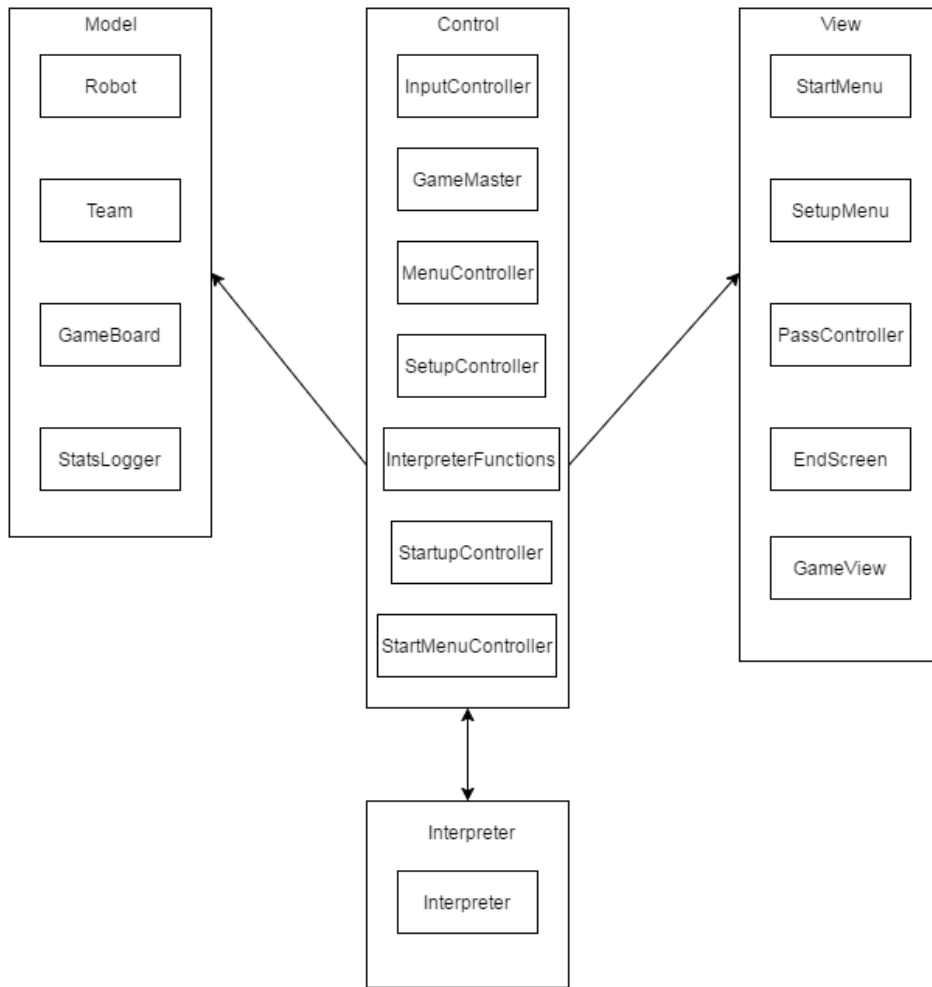 Model
Robot
Team
GameBoard
StatsLogger
Control
InputController
GameMaster
MenuController
SetupController
InterpreterFunctions
StartupController
StartMenuController
View
StartMenu
SetupMenu
PassController
EndScreen
GameView
Interpreter
Interpreter